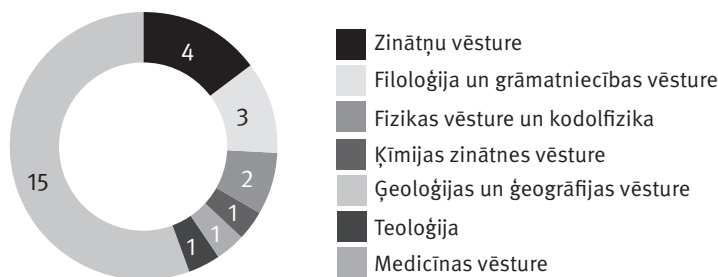 4
3
2
1
1
1
15
Zinātņu vēsture
Filoloģija un grāmatniecības vēsture
Fizikas vēsture un kodolfizika
Ķīmijas zinātnes vēsture
Ģeoloģijas un ģeogrāfijas vēsture
Teoloģija
Medicīnas vēsture